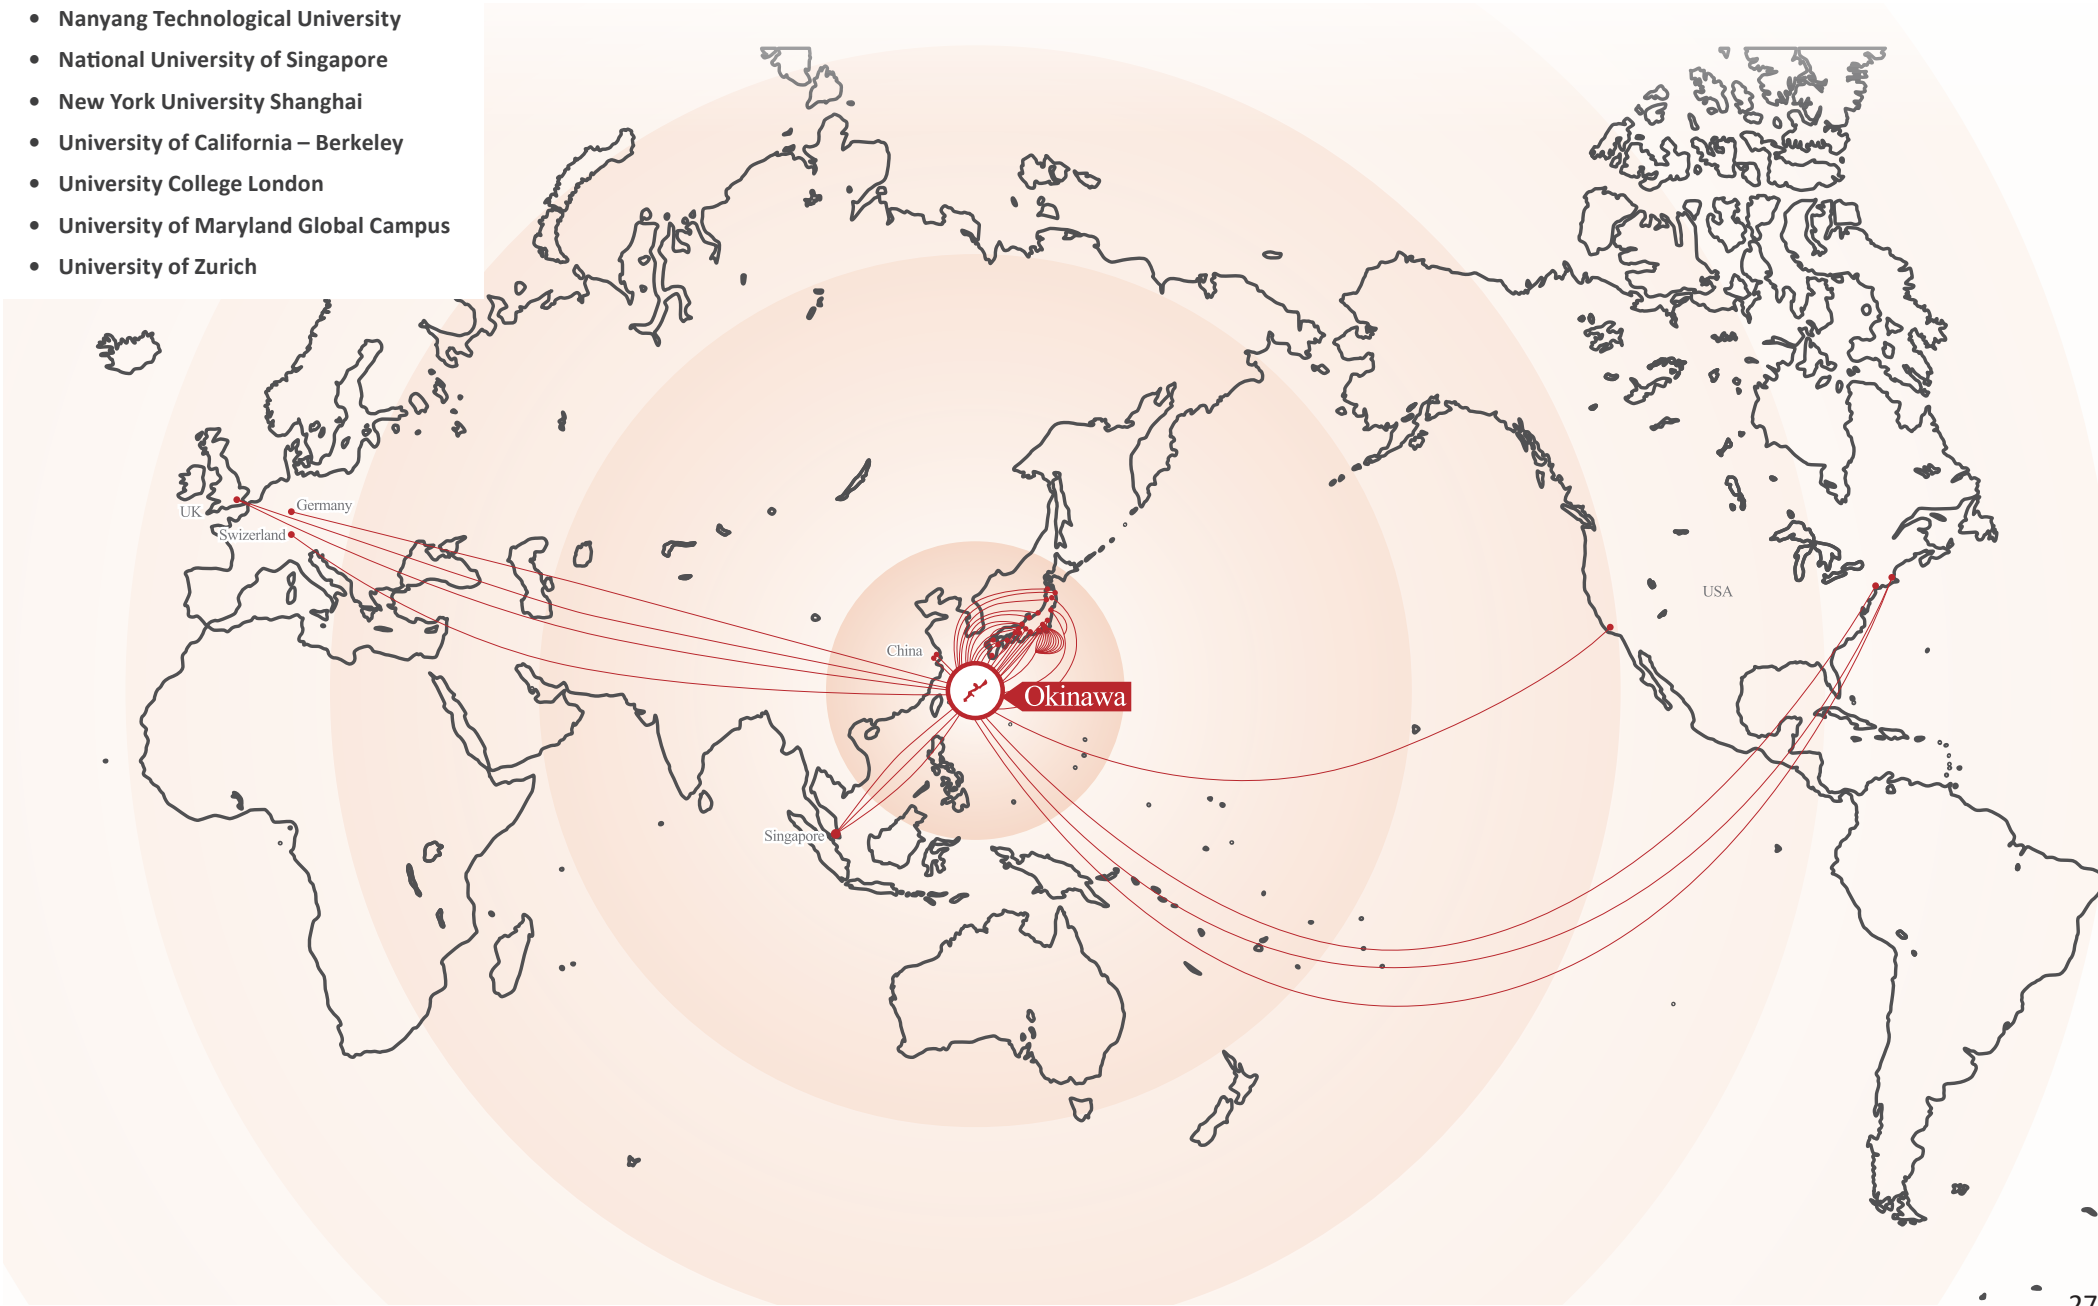 • Nanyang Technological University
• National University of Singapore
• New York University Shanghai
• University of California – Berkeley
• University College London
• University of Maryland Global Campus
• University of Zurich
UK
Germany
Swizerland
China
Okinawa
Singapore
USA
27